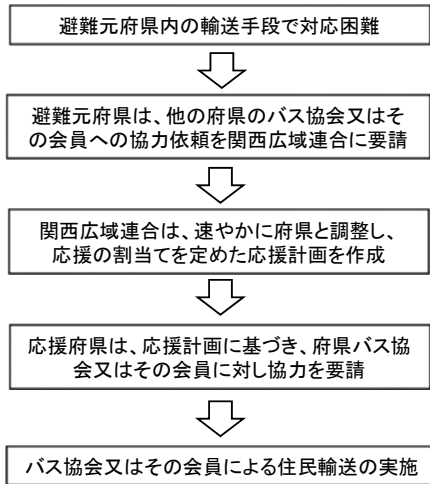 避難元府県内の輸送手段で対応困難
避難元府県は、他の府県のバス協会又はそ
の会員への協力依頼を関西広域連合に要請
関西広域連合は、速やかに府県と調整し、
応援の割当てを定めた応援計画を作成
応援府県は、応援計画に基づき、府県バス協
会又はその会員に対し協力を要請
バス協会又はその会員による住民輸送の実施